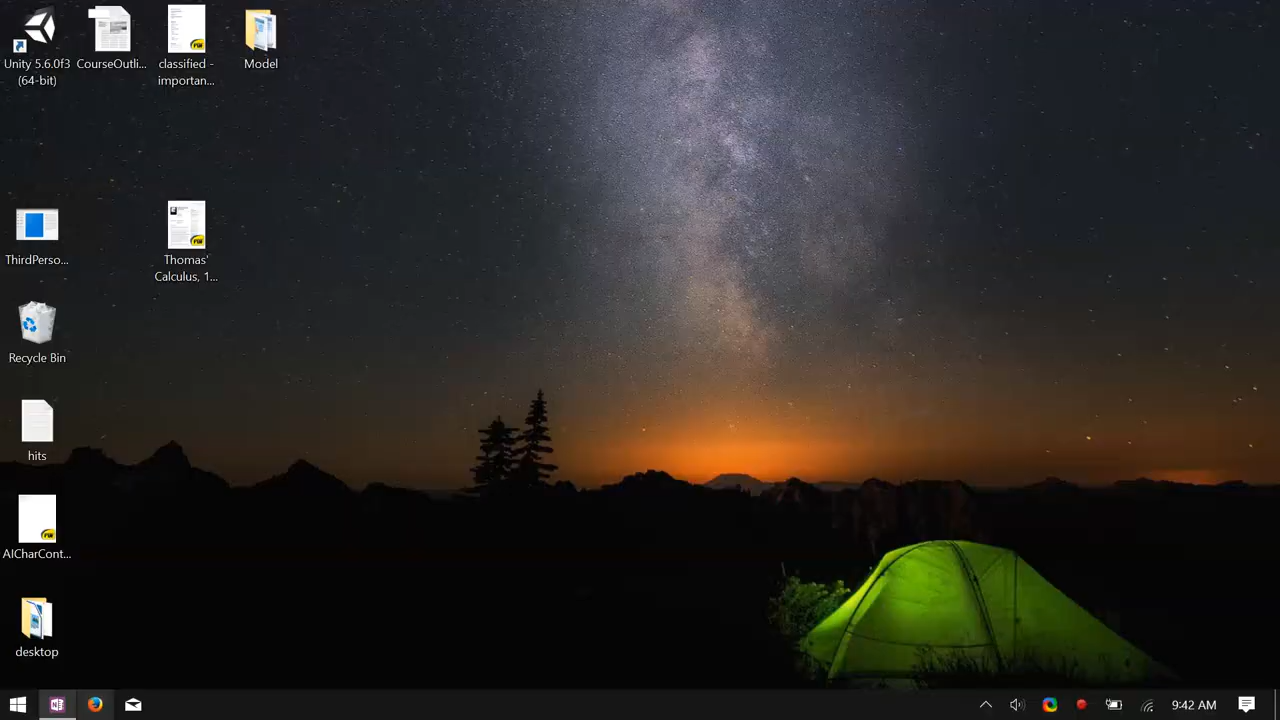 Unity 5.6.0f3
(64-bit)
CourseOutli...
classified -
importan...
Model
ThirdPerso...
Thomas'
Calculus, 1...
Recycle Bin
hits
AICharCont...
desktop
9:42 AM